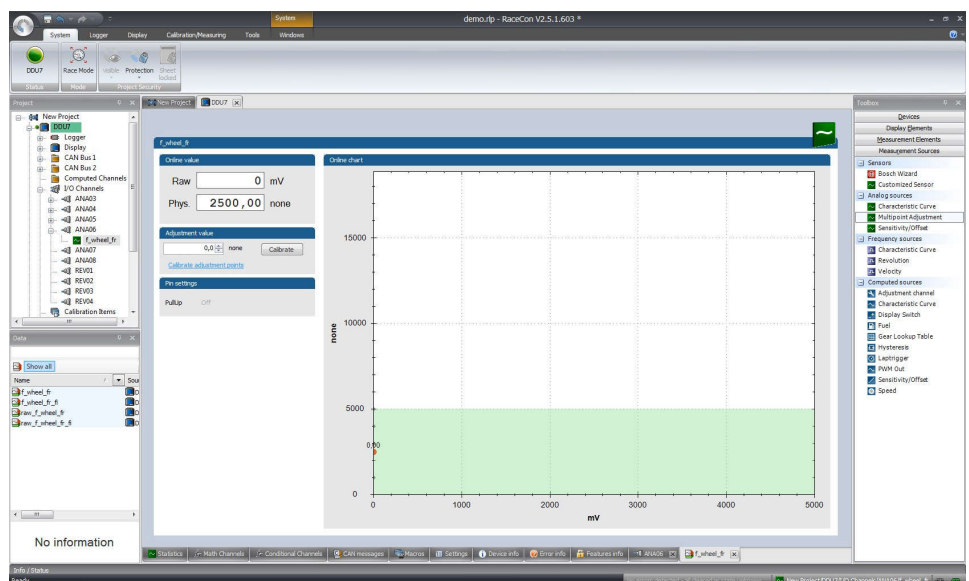 System
demo.rlp - RaceCon V2.5.1.603 *
System
Logger
Display
Calibration/Measuring
Tools
Windows
DDU7
Race Mode
visible
Protection
Sheet
locked
Status
Mode
Project Security
Project
New Project
DDU7
Logger
Display
CAN Bus 1
CAN Bus 2
Computed Channels
I/O Channels
ANA03
ANA04
ANA05
ANA06
f_wheel_fr
ANA07
ANA08
REV01
REV02
REV03
REV04
Calibration Items
Data
Show all
Name
Sou
f_wheel_fr
f_wheel_fr_fl
raw_f_wheel_fr
raw_f_wheel_fr_fl
No information
New Project
DDU7
f_wheel_fr
Online value
Raw 0 mV
Phys. 2500,00 none
Adjustment value
0,0 none Calibrate
Calibrate adjustment points
Pin settings
PullUp Off
Online chart
15000
10000
5000
0
none
0,00
0 1000 2000 3000 4000 5000
mV
Statistics
Math Channels
Conditional Channels
CAN messages
Macros
Settings
Device info
Error info
Features info
ANA06
f_wheel_fr
Toolbox
Devices
Display Elements
Measurement Elements
Measurement Sources
Sensors
Bosch Wizard
Customized Sensor
Analog sources
Characteristic Curve
Multipoint Adjustment
Sensitivity/Offset
Frequency sources
Characteristic Curve
Revolution
Velocity
Computed sources
Adjustment channel
Characteristic Curve
Display Switch
Fuel
Gear Lookup Table
Hysteresis
Laptrigger
PWM Out
Sensitivity/Offset
Speed
Info / Status
Ready